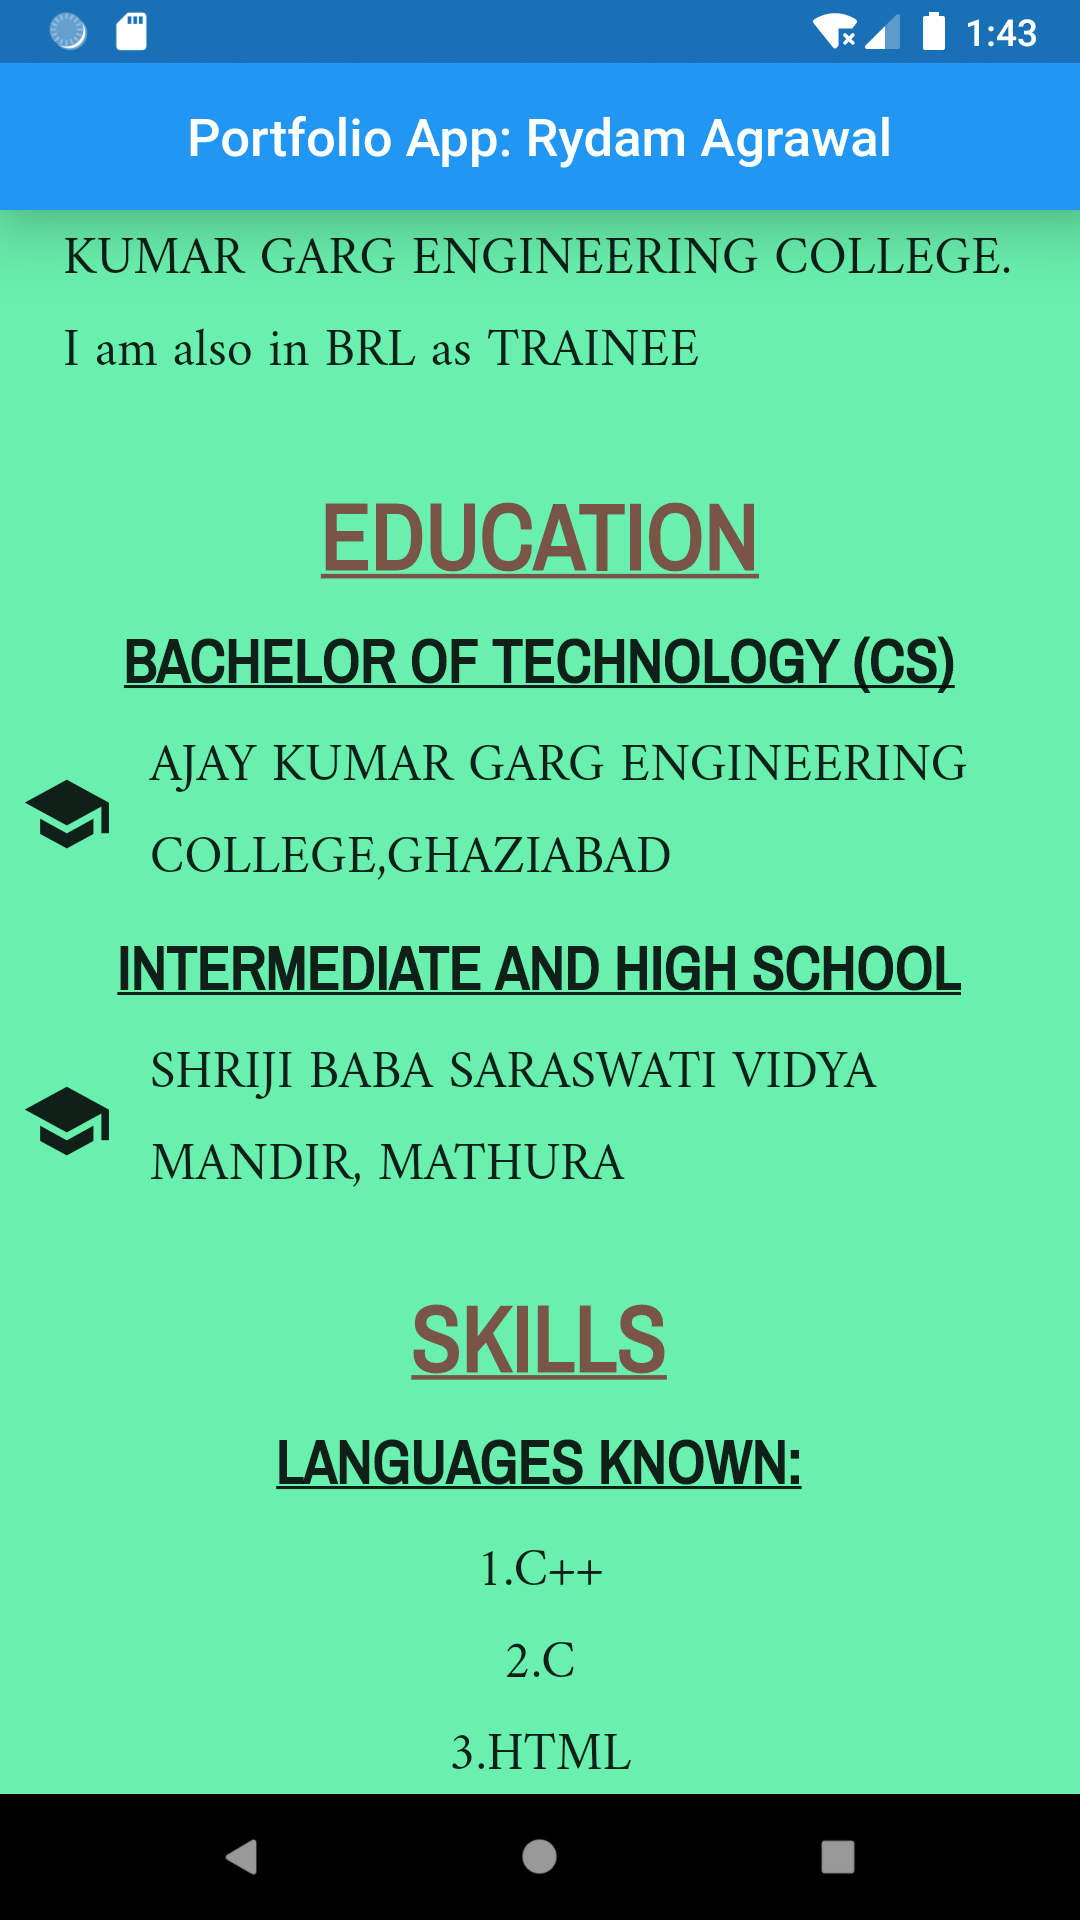 1:43
Portfolio App: Rydam Agrawal
KUMAR GARG ENGINEERING COLLEGE.
I am also in BRL as TRAINEE
EDUCATION
BACHELOR OF TECHNOLOGY (CS)
AJAY KUMAR GARG ENGINEERING
COLLEGE,GHAZIABAD
INTERMEDIATE AND HIGH SCHOOL
SHRIJI BABA SARASWATI VIDYA
MANDIR, MATHURA
SKILLS
LANGUAGES KNOWN:
1.C++
2.C
3.HTML